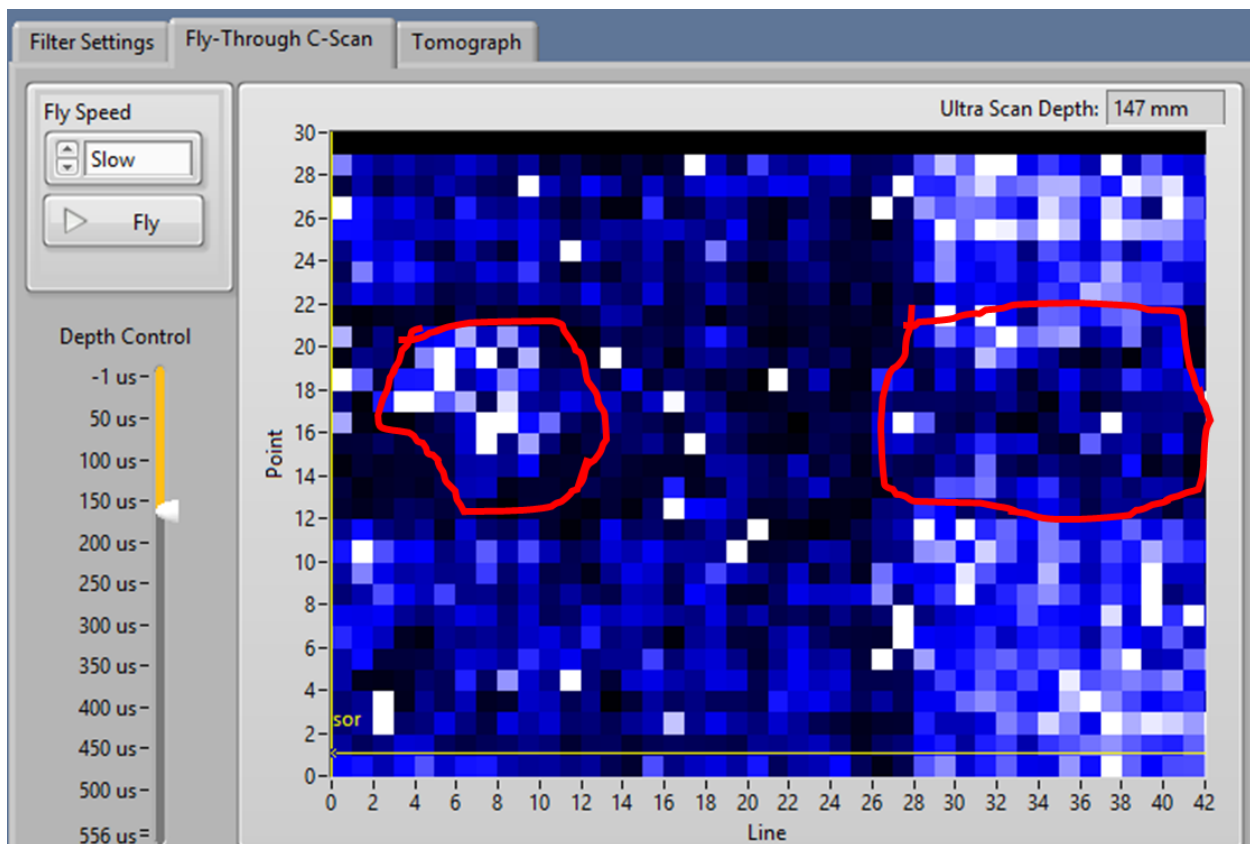 Filter Settings
Fly-Through C-Scan
Tomograph
Fly Speed
Slow
Fly
Ultra Scan Depth: 147 mm
Depth Control
-1 us
50 us
100 us
150 us
200 us
250 us
300 us
350 us
400 us
450 us
500 us
556 us
Point
30
28
26
24
22
20
18
16
14
12
10
8
6
4
2
0
sor
0 2 4 6 8 10 12 14 16 18 20 22 24 26 28 30 32 34 36 38 40 42
Line